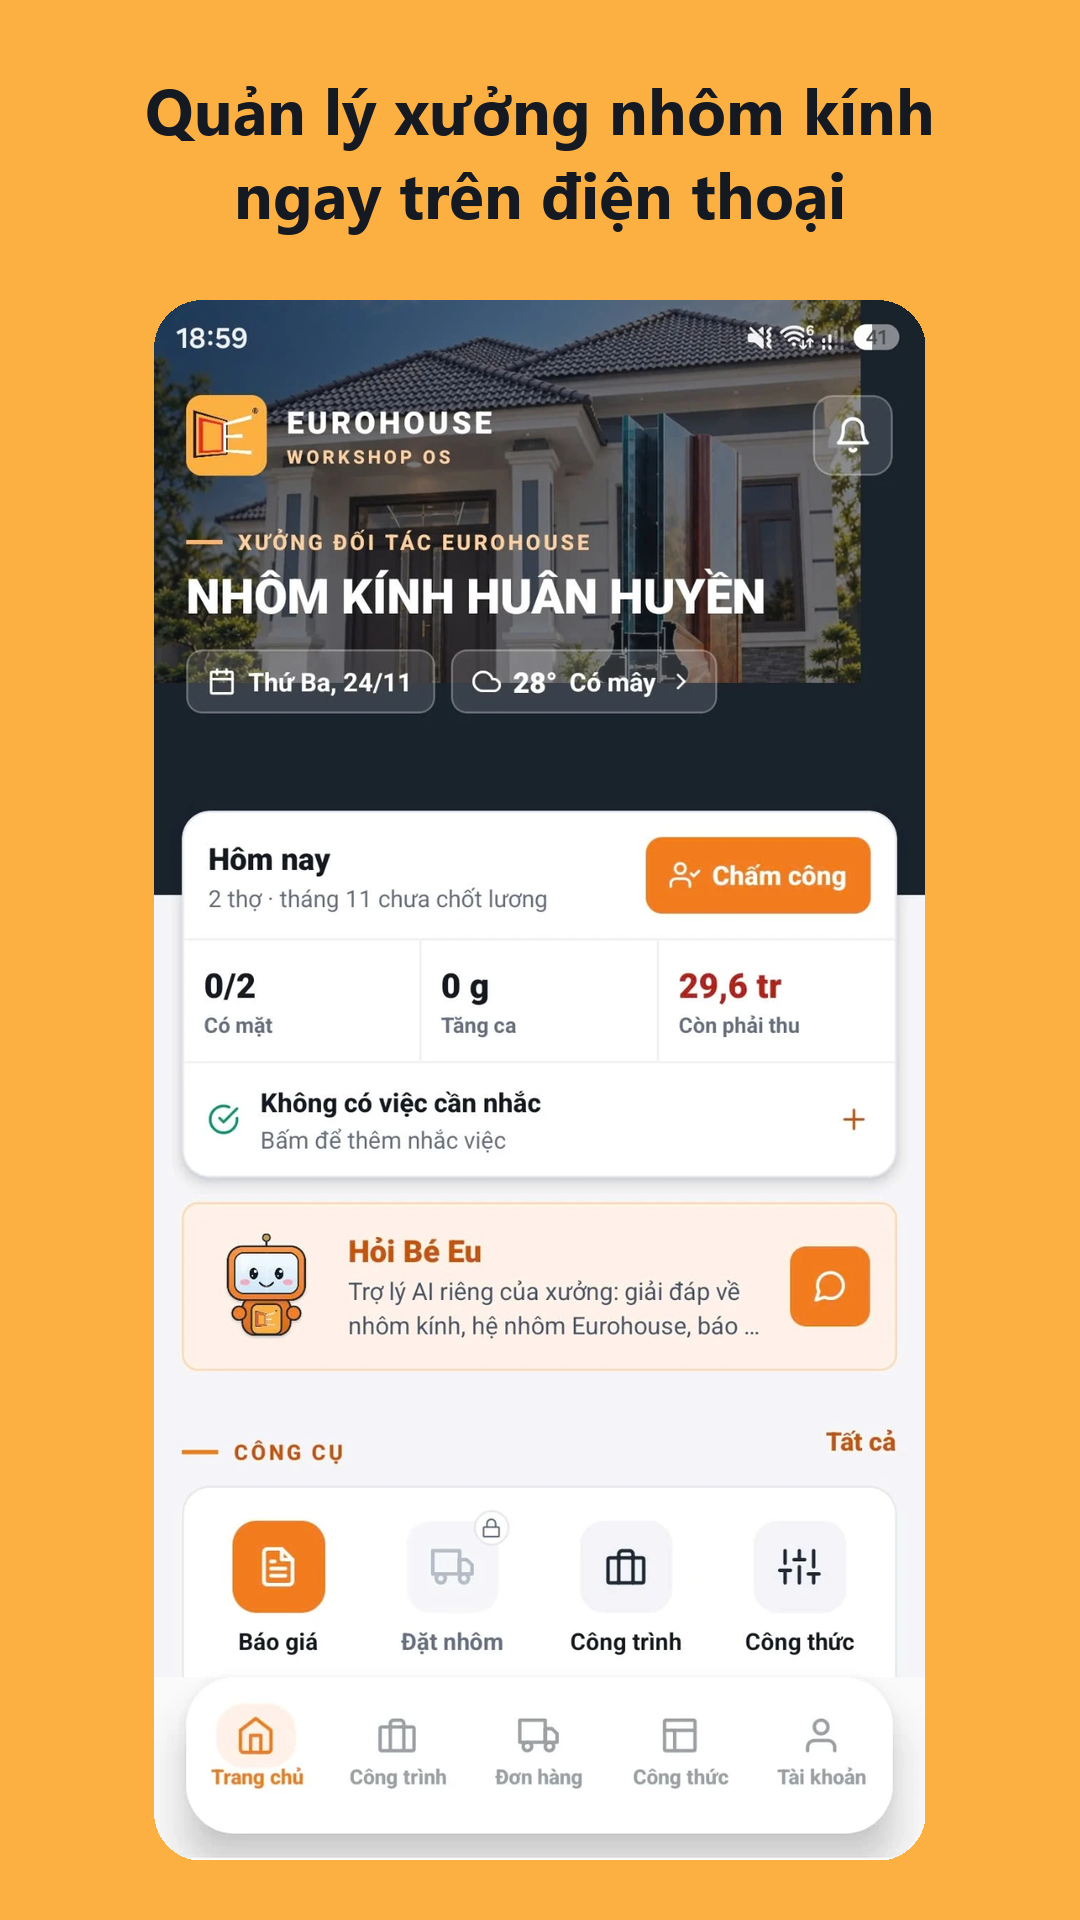 Quản lý xưởng nhôm kính
ngay trên điện thoại
18:59
6
41
EUROHOUSE
WORKSHOP OS
XƯỞNG ĐỐI TÁC EUROHOUSE
NHÔM KÍNH HUÂN HUYỀN
Thứ Ba, 24/11
28° Có mây
Hôm nay
2 thợ · tháng 11 chưa chốt lương
Chấm công
0/2
Có mặt
0 g
Tăng ca
29,6 tr
Còn phải thu
Không có việc cần nhắc
Bấm để thêm nhắc việc
Hỏi Bé Eu
Trợ lý AI riêng của xưởng: giải đáp về
nhôm kính, hệ nhôm Eurohouse, báo ...
CÔNG CỤ
Tất cả
Báo giá
Đặt nhôm
Công trình
Công thức
Trang chủ
Công trình
Đơn hàng
Công thức
Tài khoản